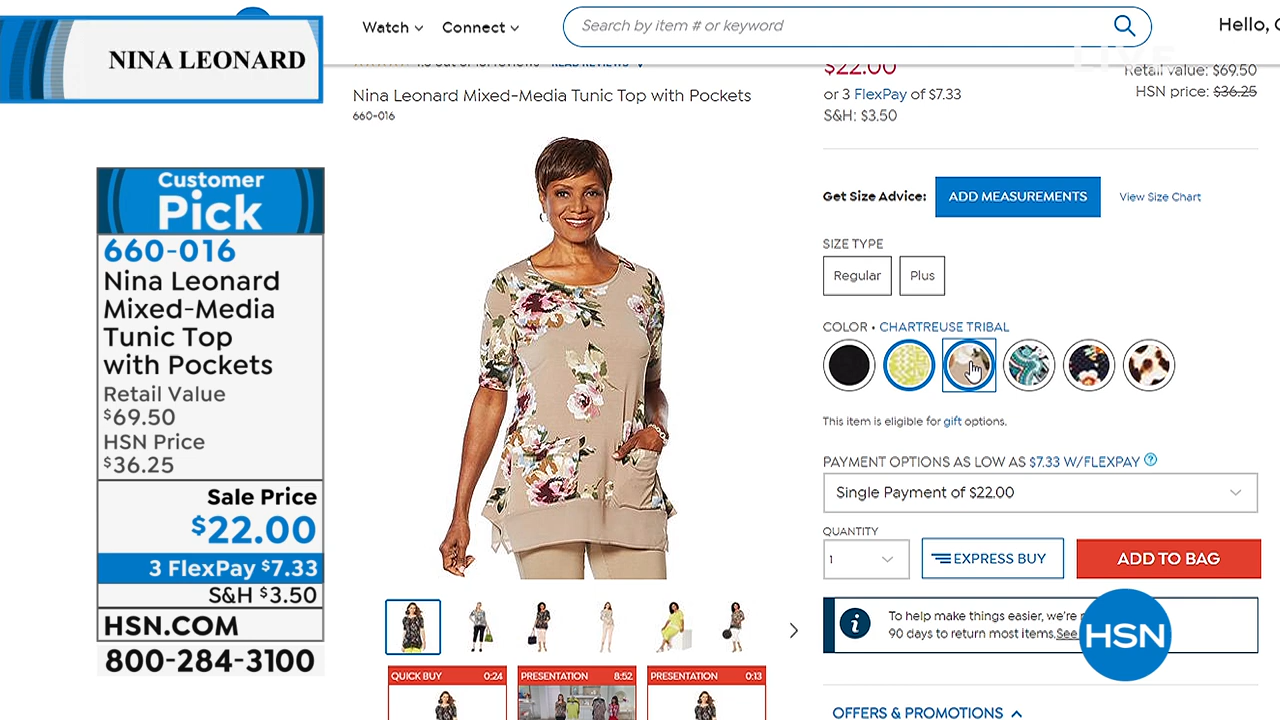 NINA LEONARD
Customer
Pick
660-016
Nina Leonard
Mixed-Media
Tunic Top
with Pockets
Retail Value
$69.50
HSN Price
$36.25
Sale Price
$22.00
3 FlexPay $7.33
S&H $3.50
HSN.COM
800-284-3100
Watch
Connect
Search by item # or keyword
Hello,
LIVE
Nina Leonard Mixed-Media Tunic Top with Pockets
660-016
$22.00
or 3 FlexPay of $7.33
S&H: $3.50
Retail value: $69.50
HSN price: $36.25
Get Size Advice:
ADD MEASUREMENTS
View Size Chart
SIZE TYPE
Regular
Plus
COLOR • CHARTREUSE TRIBAL
This item is eligible for gift options.
PAYMENT OPTIONS AS LOW AS $7.33 W/FLEXPAY ?
Single Payment of $22.00
QUANTITY
1
EXPRESS BUY
ADD TO BAG
i
To help make things easier, we're
90 days to return most items. See
HSN
OFFERS & PROMOTIONS
QUICK BUY 0:24
PRESENTATION 8:52
PRESENTATION 0:13